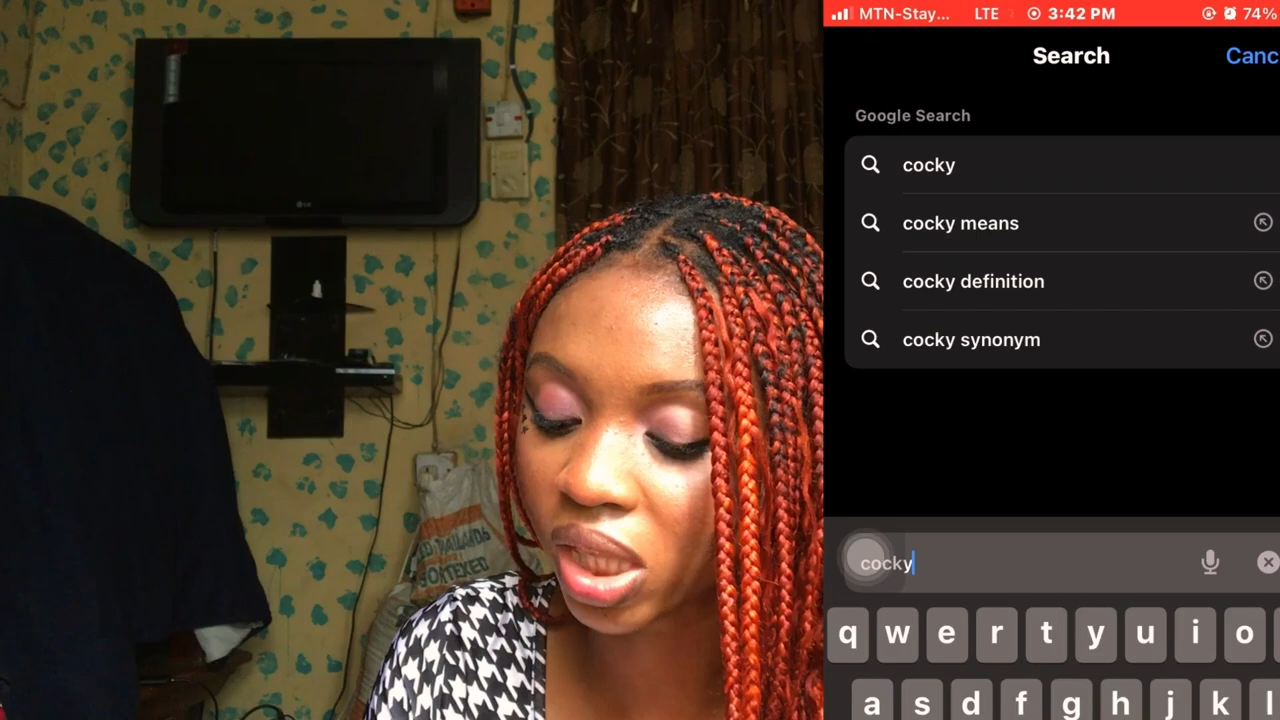 MTN-Stay... LTE 3:42 PM 74%
Search Canc
Google Search
cocky
cocky means
cocky definition
cocky synonym
cocky
q w e r t y u i o
a s d f g h j k l
LG
THAILAND